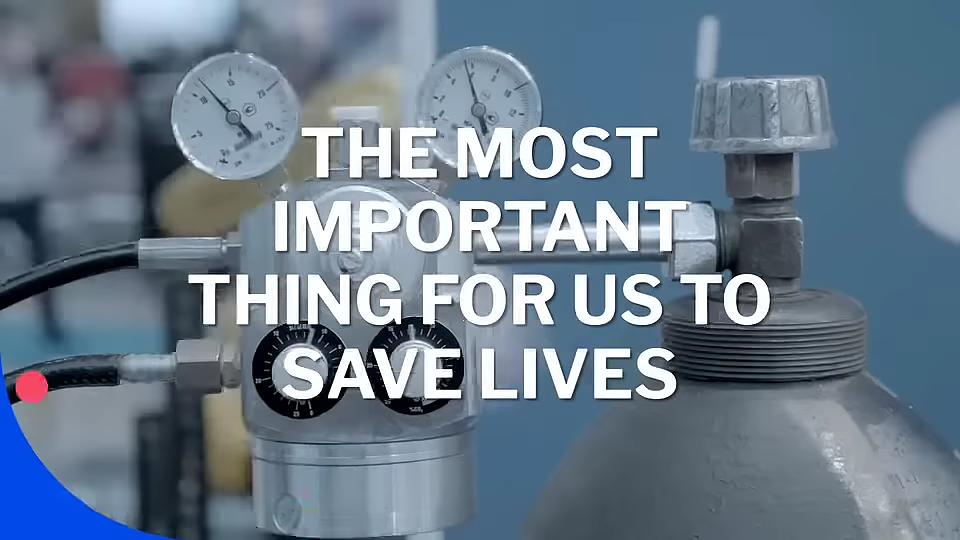 THE MOST
IMPORTANT
THING FOR US TO
SAVE LIVES